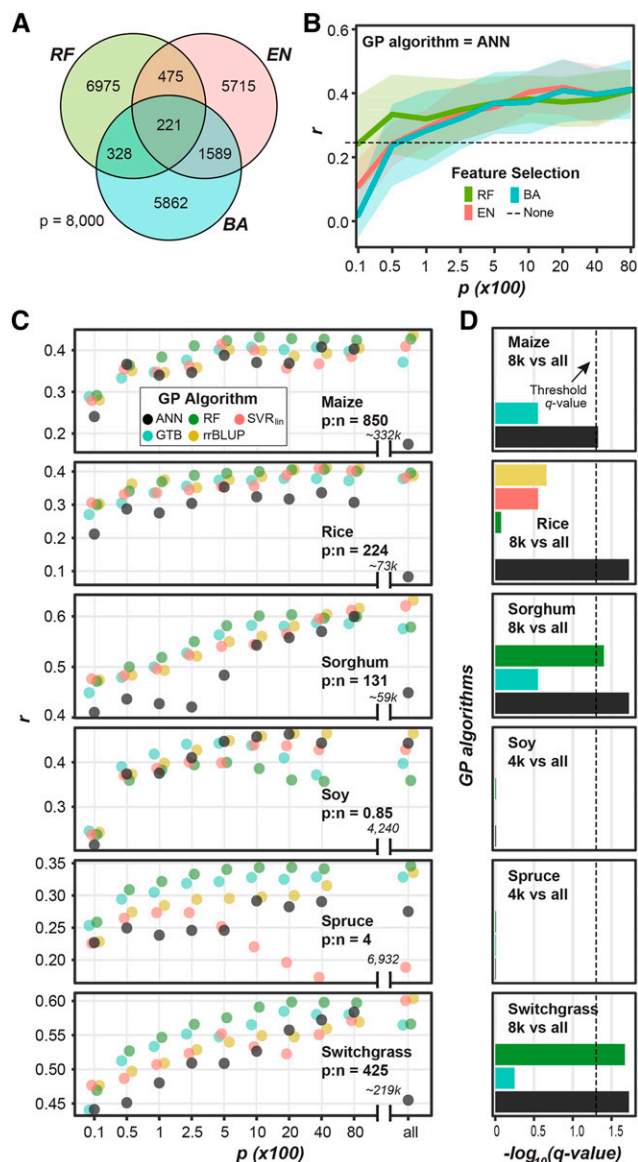 A
RF
EN
6975
475
5715
221
328
1589
5862
p = 8,000
BA
B
GP algorithm = ANN
r
0.4
0.2
0.0
Feature Selection
RF
BA
EN
None
0.1 0.5 1 2.5 5 10 20 40 80
p (x100)
C
r
0.4
0.3
0.2
GP Algorithm
ANN RF SVRlin
GTB rrBLUP
Maize
p:n = 850
~332k
0.4
0.3
0.2
0.1
Rice
p:n = 224
~73k
0.6
0.5
0.4
Sorghum
p:n = 131
~59k
0.4
0.3
Soy
p:n = 0.85
4,240
0.35
0.30
0.25
0.20
Spruce
p:n = 4
6,932
0.60
0.55
0.50
0.45
Switchgrass
p:n = 425
~219k
0.1 0.5 1 2.5 5 10 20 40 80 all
p (x100)
D
GP algorithms
Maize
8k vs all
Threshold
q-value
Rice
8k vs all
Sorghum
8k vs all
Soy
4k vs all
Spruce
4k vs all
Switchgrass
8k vs all
0 0.5 1.0 1.5
-log10(q-value)